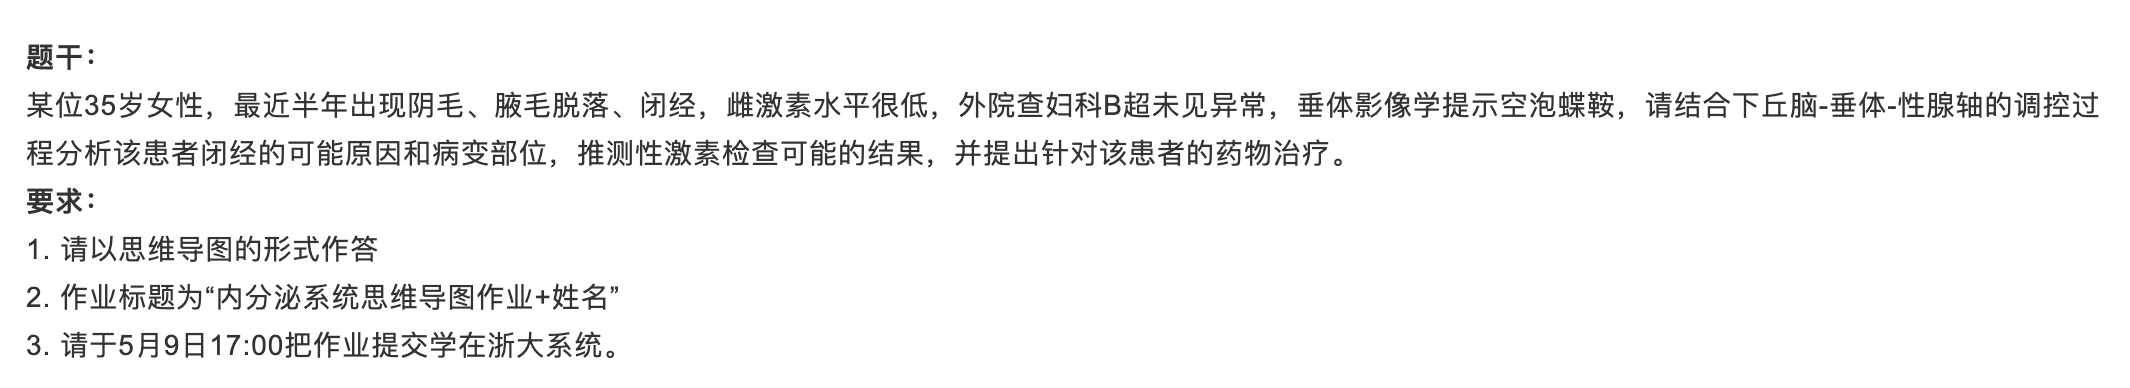 题干：
某位35岁女性，最近半年出现阴毛、腋毛脱落、闭经，雌激素水平很低，外院查妇科B超未见异常，垂体影像学提示空泡蝶鞍，请结合下丘脑-垂体-性腺轴的调控过
程分析该患者闭经的可能原因和病变部位，推测性激素检查可能的结果，并提出针对该患者的药物治疗。
要求：
1. 请以思维导图的形式作答
2. 作业标题为“内分泌系统思维导图作业+姓名”
3. 请于5月9日17:00把作业提交学在浙大系统。